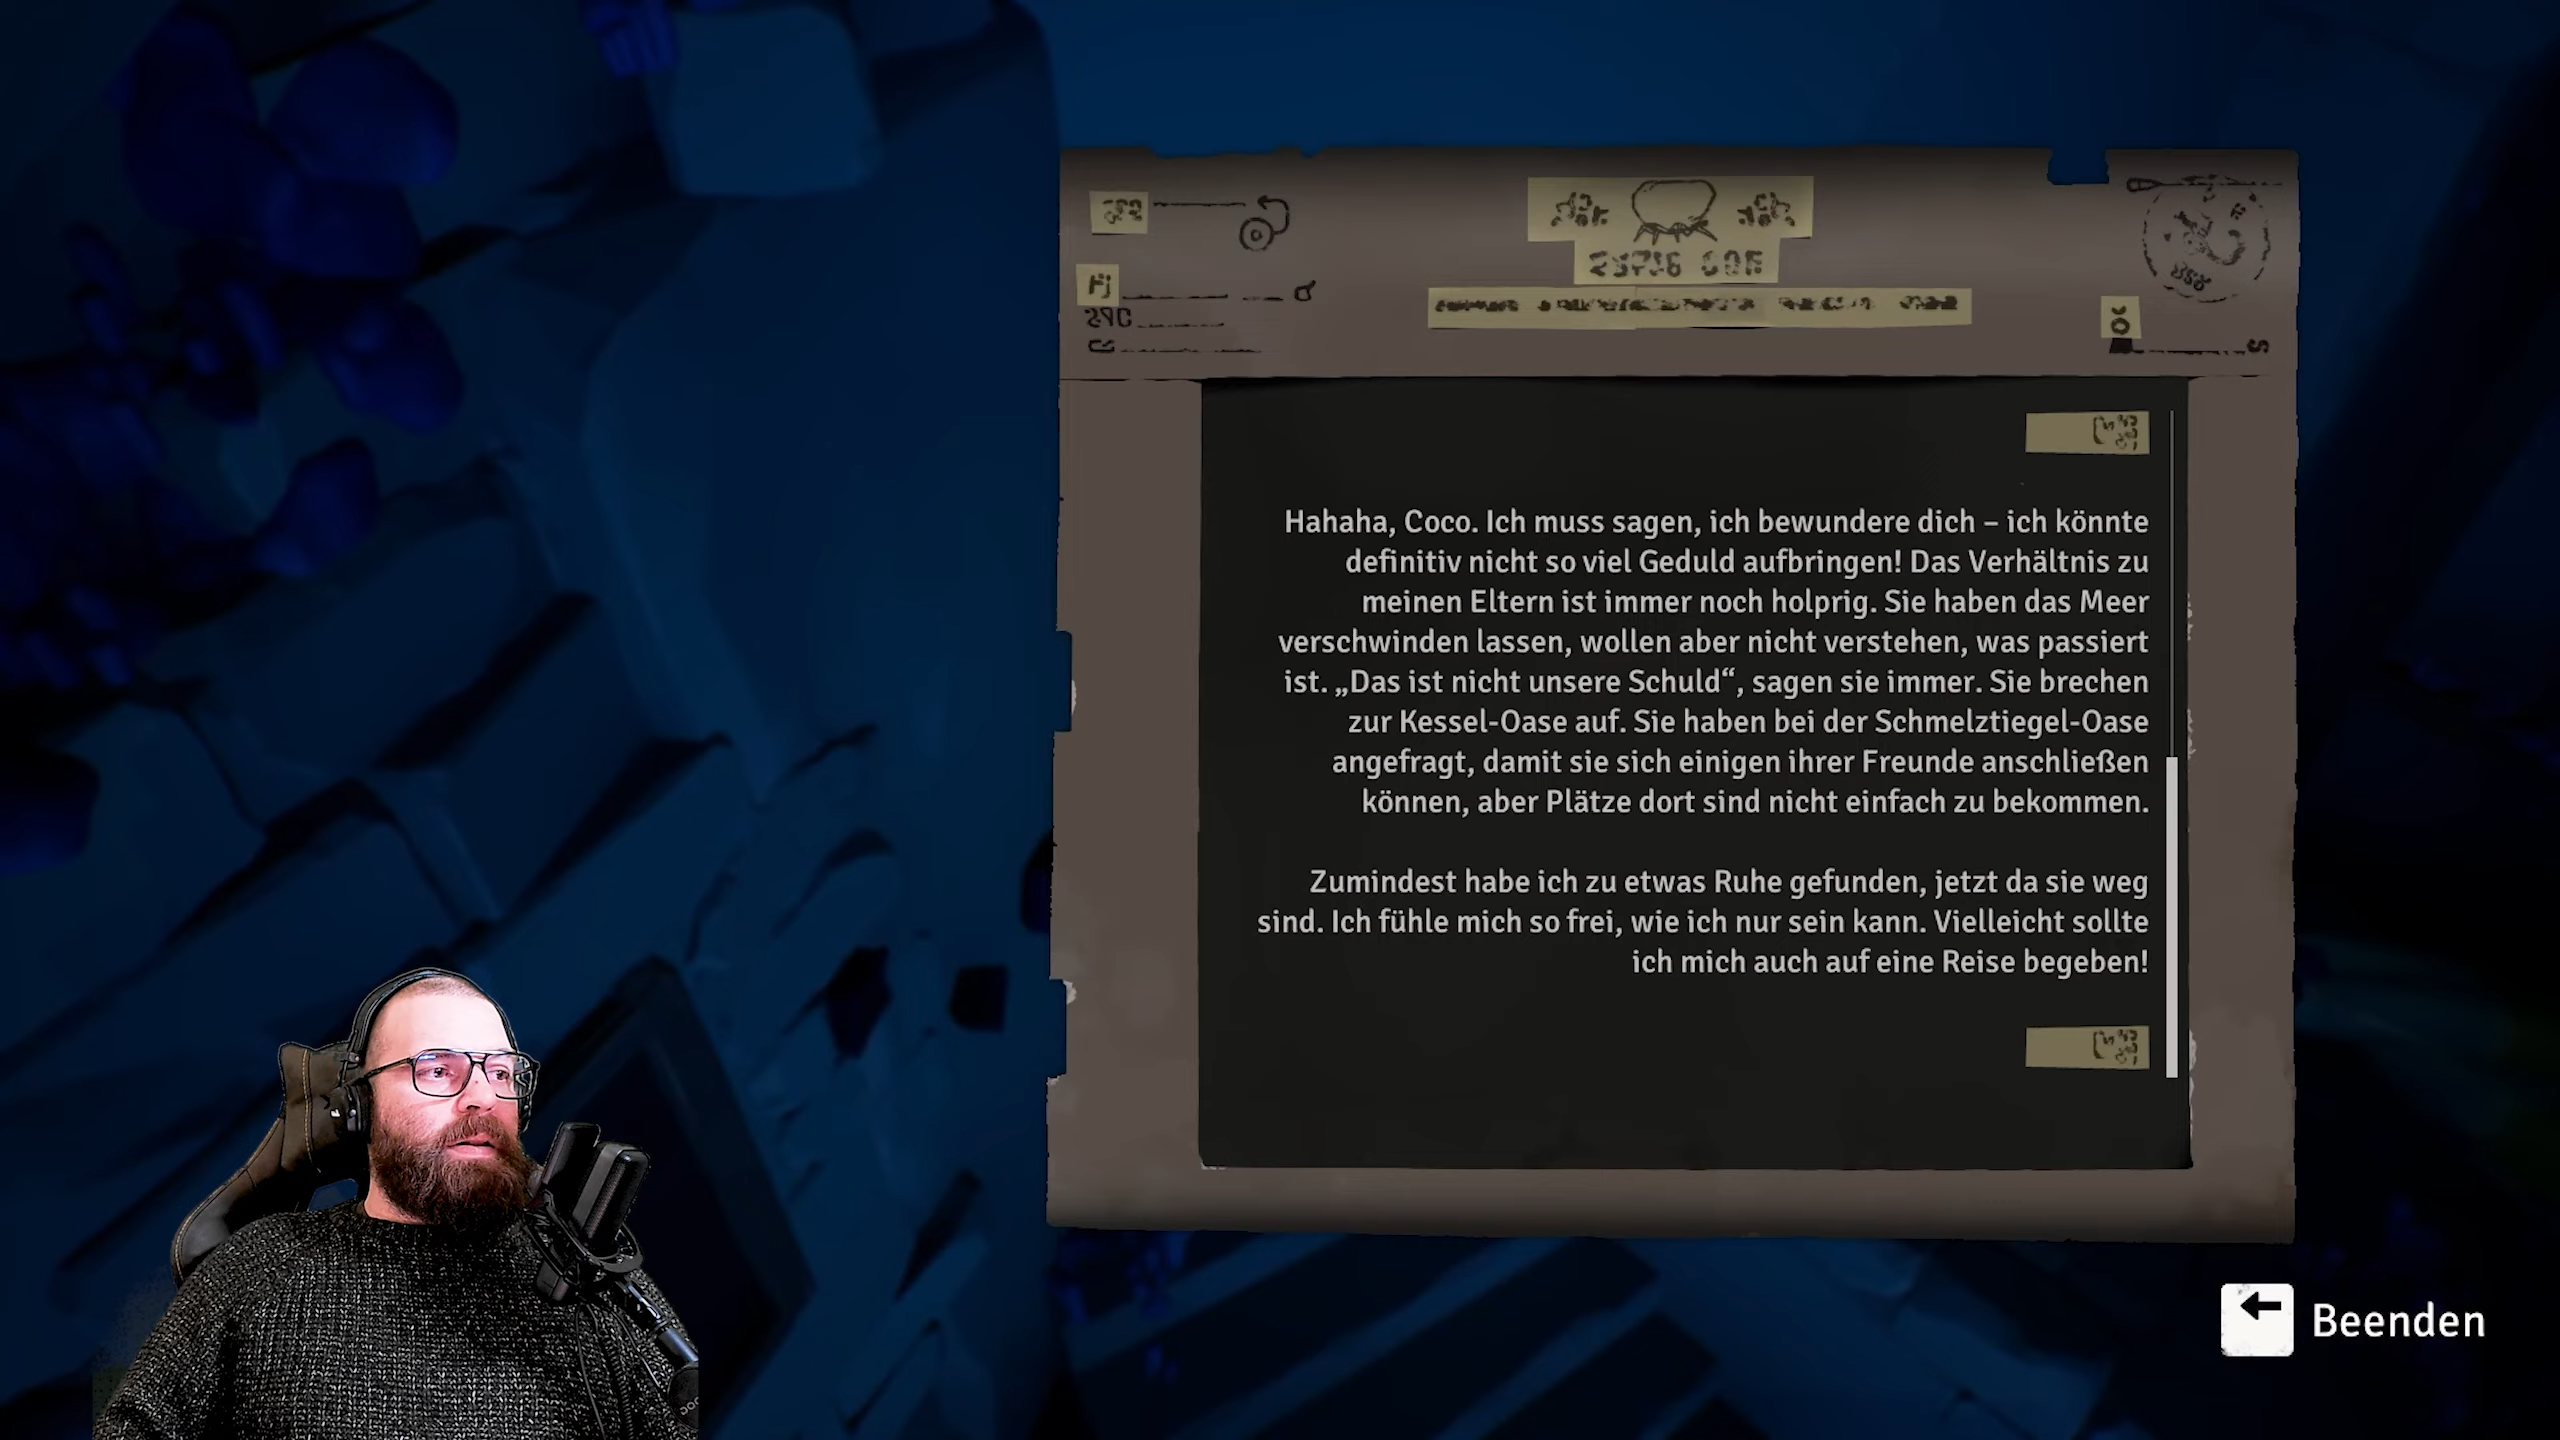 Hahaha, Coco. Ich muss sagen, ich bewundere dich – ich könnte
definitiv nicht so viel Geduld aufbringen! Das Verhältnis zu
meinen Eltern ist immer noch holprig. Sie haben das Meer
verschwinden lassen, wollen aber nicht verstehen, was passiert
ist. „Das ist nicht unsere Schuld“, sagen sie immer. Sie brechen
zur Kessel-Oase auf. Sie haben bei der Schmelztiegel-Oase
angefragt, damit sie sich einigen ihrer Freunde anschließen
können, aber Plätze dort sind nicht einfach zu bekommen.
Zumindest habe ich zu etwas Ruhe gefunden, jetzt da sie weg
sind. Ich fühle mich so frei, wie ich nur sein kann. Vielleicht sollte
ich mich auch auf eine Reise begeben!
Beenden